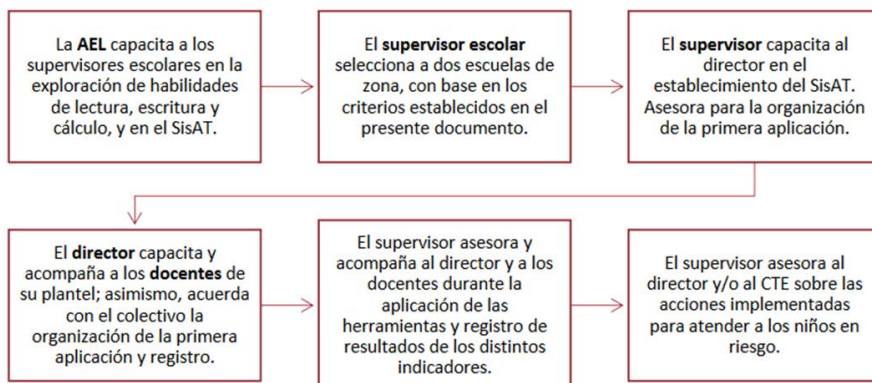 La AEL capacita a los
supervisores escolares en la
exploración de habilidades
de lectura, escritura y
cálculo, y en el SisAT.
El supervisor escolar
selecciona a dos escuelas de
zona, con base en los
criterios establecidos en el
presente documento.
El supervisor capacita al
director en el
establecimiento del SisAT.
Asesora para la organización
de la primera aplicación.
El director capacita y
acompaña a los docentes de
su plantel; asimismo, acuerda
con el colectivo la
organización de la primera
aplicación y registro.
El supervisor asesora y
acompaña al director y a los
docentes durante la
aplicación de las
herramientas y registro de
resultados de los distintos
indicadores.
El supervisor asesora al
director y/o al CTE sobre las
acciones implementadas
para atender a los niños en
riesgo.